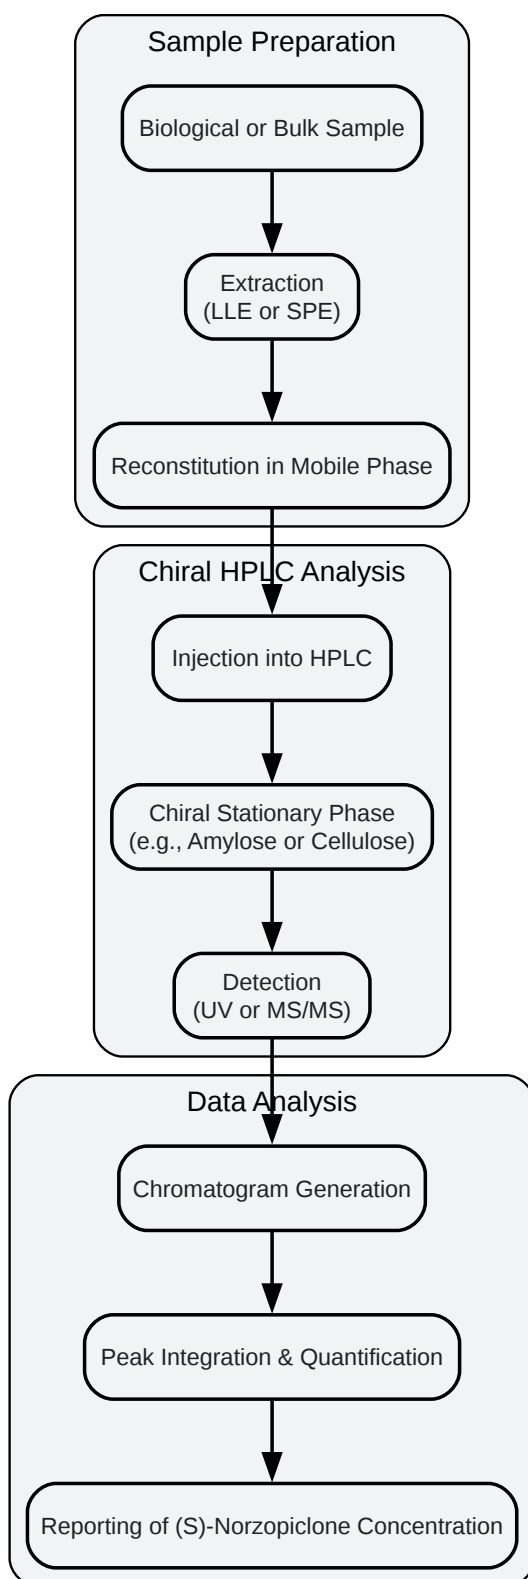 Sample Preparation
Biological or Bulk Sample
Extraction
(LLE or SPE)
Reconstitution in Mobile Phase
Chiral HPLC Analysis
Injection into HPLC
Chiral Stationary Phase
(e.g., Amylose or Cellulose)
Detection
(UV or MS/MS)
Data Analysis
Chromatogram Generation
Peak Integration & Quantification
Reporting of (S)-Norzopiclone Concentration